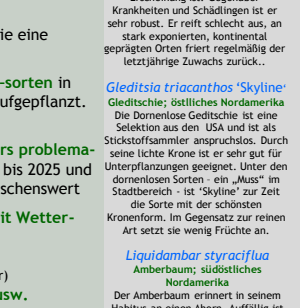 Krankheiten und Schädlingen ist er
sehr robust. Er reift schlecht aus, an
stark exponierten, kontinental
geprägten Orten friert regelmäßig der
letztjährige Zuwachs zurück..
Gleditsia triacanthos ‘Skyline‘
Gleditschie; östlliches Nordamerika
Die Dornenlose Geditschie ist eine
Selektion aus den USA und ist als
Stickstoffsammler anspruchslos. Durch
seine lichte Krone ist er sehr gut für
Unterpflanzungen geeignet. Unter den
dornenlosen Sorten – ein „Muss“ im
Stadtbereich - ist ‘Skyline’ zur Zeit
die Sorte mit der schönsten
Kronenform. Im Gegensatz zur reinen
Art setzt sie wenig Früchte an.
Liquidambar styraciflua
Amberbaum; südöstliches
Nordamerika
Der Amberbaum erinnert in seinem
ie eine
-sorten in
ufgepflanzt.
rs problema-
bis 2025 und
schenswert
it Wetter-
r)
usw.